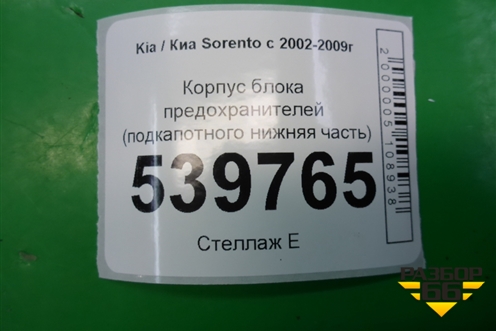 Kia / Киа Sorento с 2002-2009г
Корпус блока
предохранителей
(подкапотного нижняя часть)
539765
Стеллаж Е
2000005108938
РАЗБОР
66